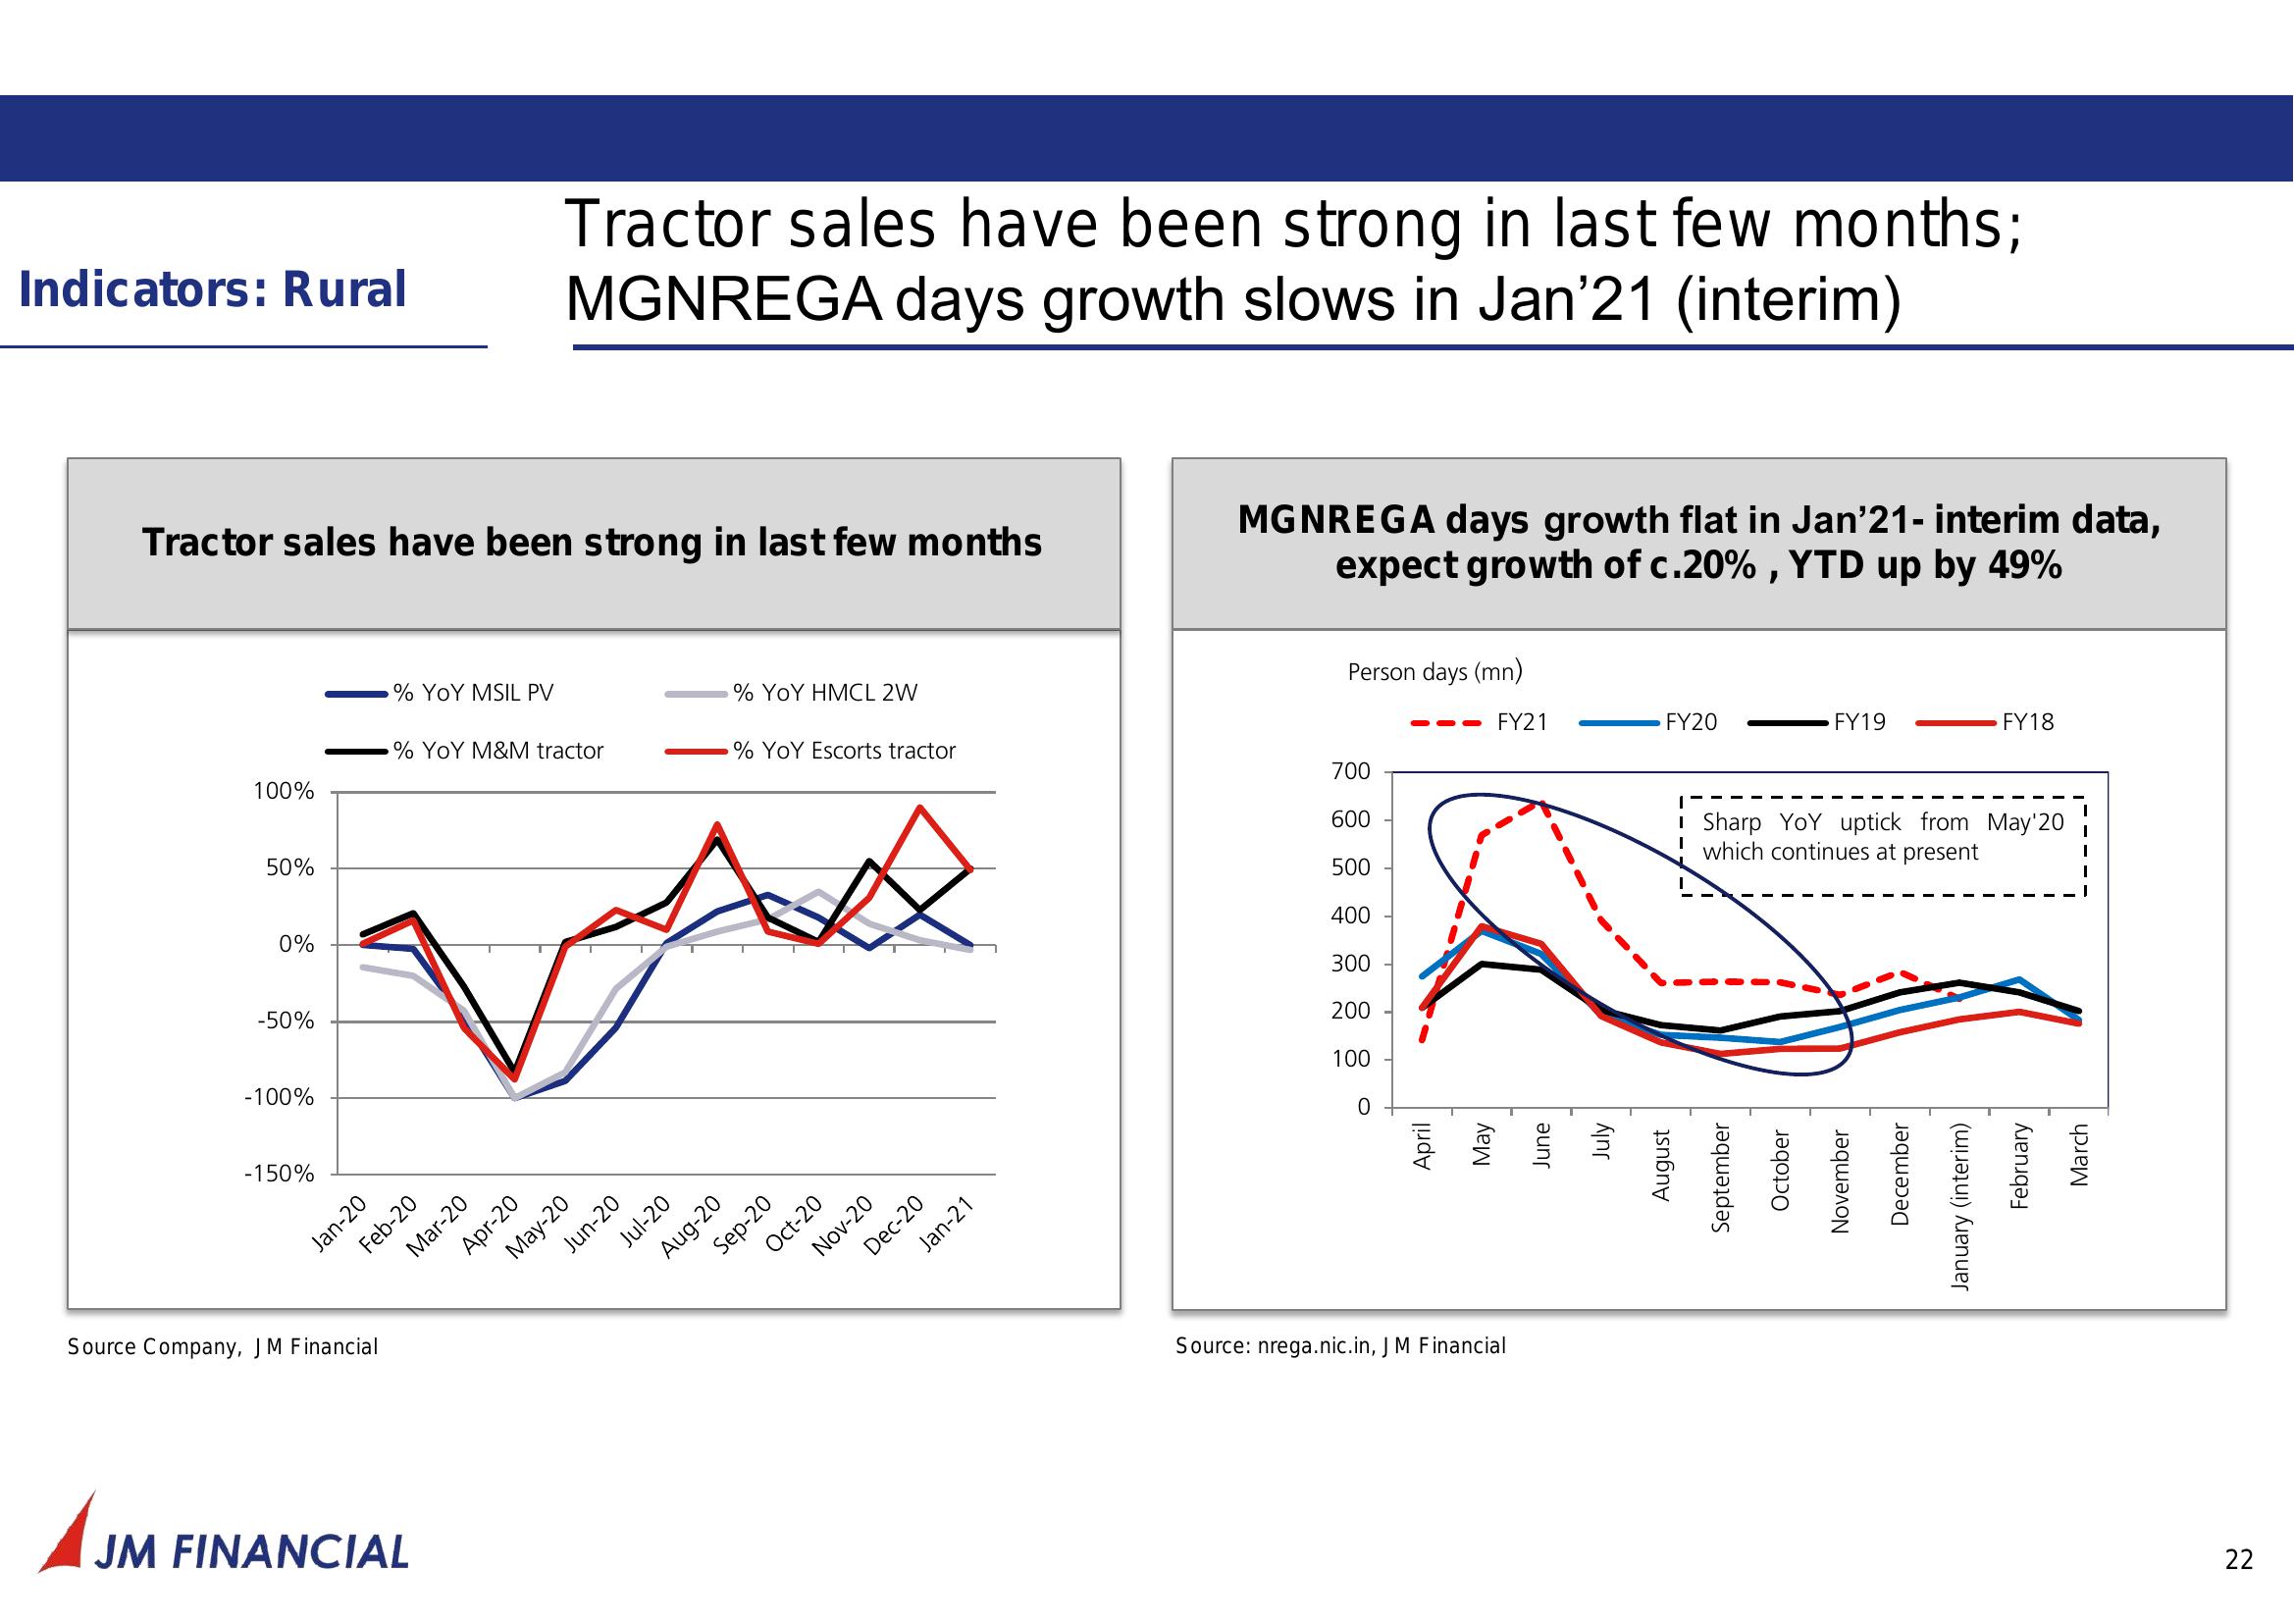 Tractor sales have been strong in last few months;
Indicators: Rural
MGNREGA days growth slows in Jan’21 (interim)
Tractor sales have been strong in last few months
% YoY MSIL PV
% YoY HMCL 2W
% YoY M&M tractor
% YoY Escorts tractor
100%
50%
0%
-50%
-100%
-150%
Jan-20
Feb-20
Mar-20
Apr-20
May-20
Jun-20
Jul-20
Aug-20
Sep-20
Oct-20
Nov-20
Dec-20
Jan-21
Source Company, JM Financial
MGNREGA days growth flat in Jan’21- interim data,
expect growth of c.20% , YTD up by 49%
Person days (mn)
FY21
FY20
FY19
FY18
700
600
500
400
300
200
100
0
Sharp YoY uptick from May'20
which continues at present
April
May
June
July
August
September
October
November
December
January (interim)
February
March
Source: nrega.nic.in, JM Financial
JM FINANCIAL
22